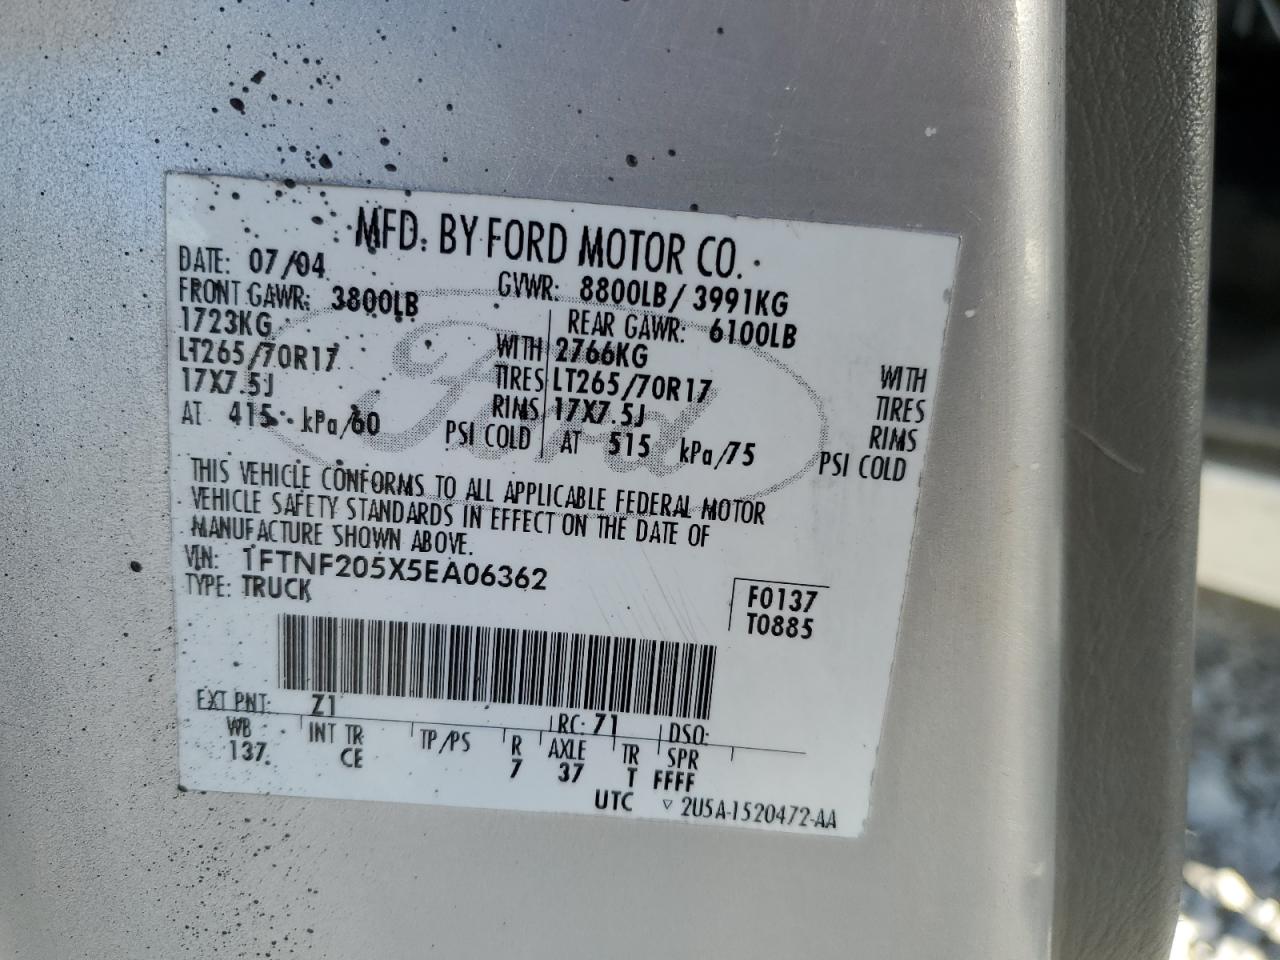 MFD. BY FORD MOTOR CO.
DATE: 07/04
GVWR: 8800LB/3991KG
FRONT GAWR: 3800LB
1723KG
LT265/70R17
17X7.5J
AT 415 kPa/60
WITH
TIRES
RIMS
PSI COLD
REAR GAWR: 6100LB
2766KG
LT265/70R17
17X7.5J
AT 515 kPa/75
WITH
TIRES
RIMS
PSI COLD
Ford
THIS VEHICLE CONFORMS TO ALL APPLICABLE FEDERAL MOTOR
VEHICLE SAFETY STANDARDS IN EFFECT ON THE DATE OF
MANUFACTURE SHOWN ABOVE.
VIN: 1FTNF205X5EA06362
TYPE: TRUCK
F0137
T0885
EXT PNT: Z1
RC: 71
DSO:
WB INT TR TP/PS R AXLE TR SPR
137 CE 7 37 T FFFF
UTC ▽ 2U5A-1520472-AA